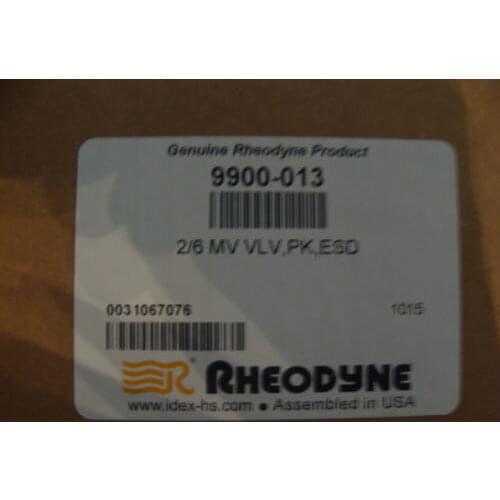 Genuine Rheodyne Product
9900-013
2/6 MV VLV,PK,ESD
0031067076 1015
R RHEODYNE
www.idex-hs.com ● Assembled in USA